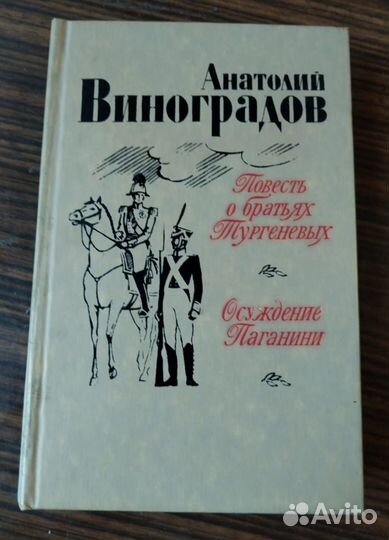 Анатолий
Виноградов
Повесть
о братьях
Тургеневых
Осуждение
Паганини
Avito